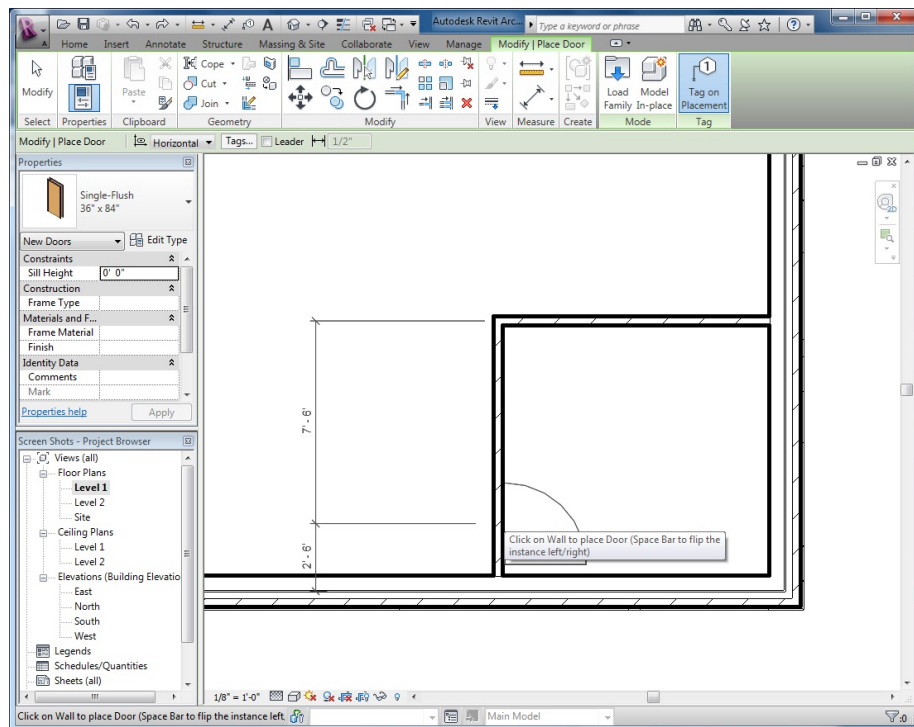 Autodesk Revit Arc...
Type a keyword or phrase
Home Insert Annotate Structure Massing & Site Collaborate View Manage Modify | Place Door
Modify
Paste
Cope
Cut
Join
Load Family
Model In-place
Tag on Placement
Select Properties Clipboard Geometry Modify View Measure Create Mode Tag
Modify | Place Door Horizontal Tags... Leader 1/2"
Properties
Single-Flush
36" x 84"
New Doors Edit Type
Constraints
Sill Height 0' 0"
Construction
Frame Type
Materials and F...
Frame Material
Finish
Identity Data
Comments
Mark
Properties help Apply
Screen Shots - Project Browser
Views (all)
Floor Plans
Level 1
Level 2
Site
Ceiling Plans
Level 1
Level 2
Elevations (Building Elevatio
East
North
South
West
Legends
Schedules/Quantities
Sheets (all)
2D
7' - 6"
2' - 6"
Click on Wall to place Door (Space Bar to flip the
instance left/right)
1/8" = 1'-0"
Click on Wall to place Door (Space Bar to flip the instance left Main Model :0